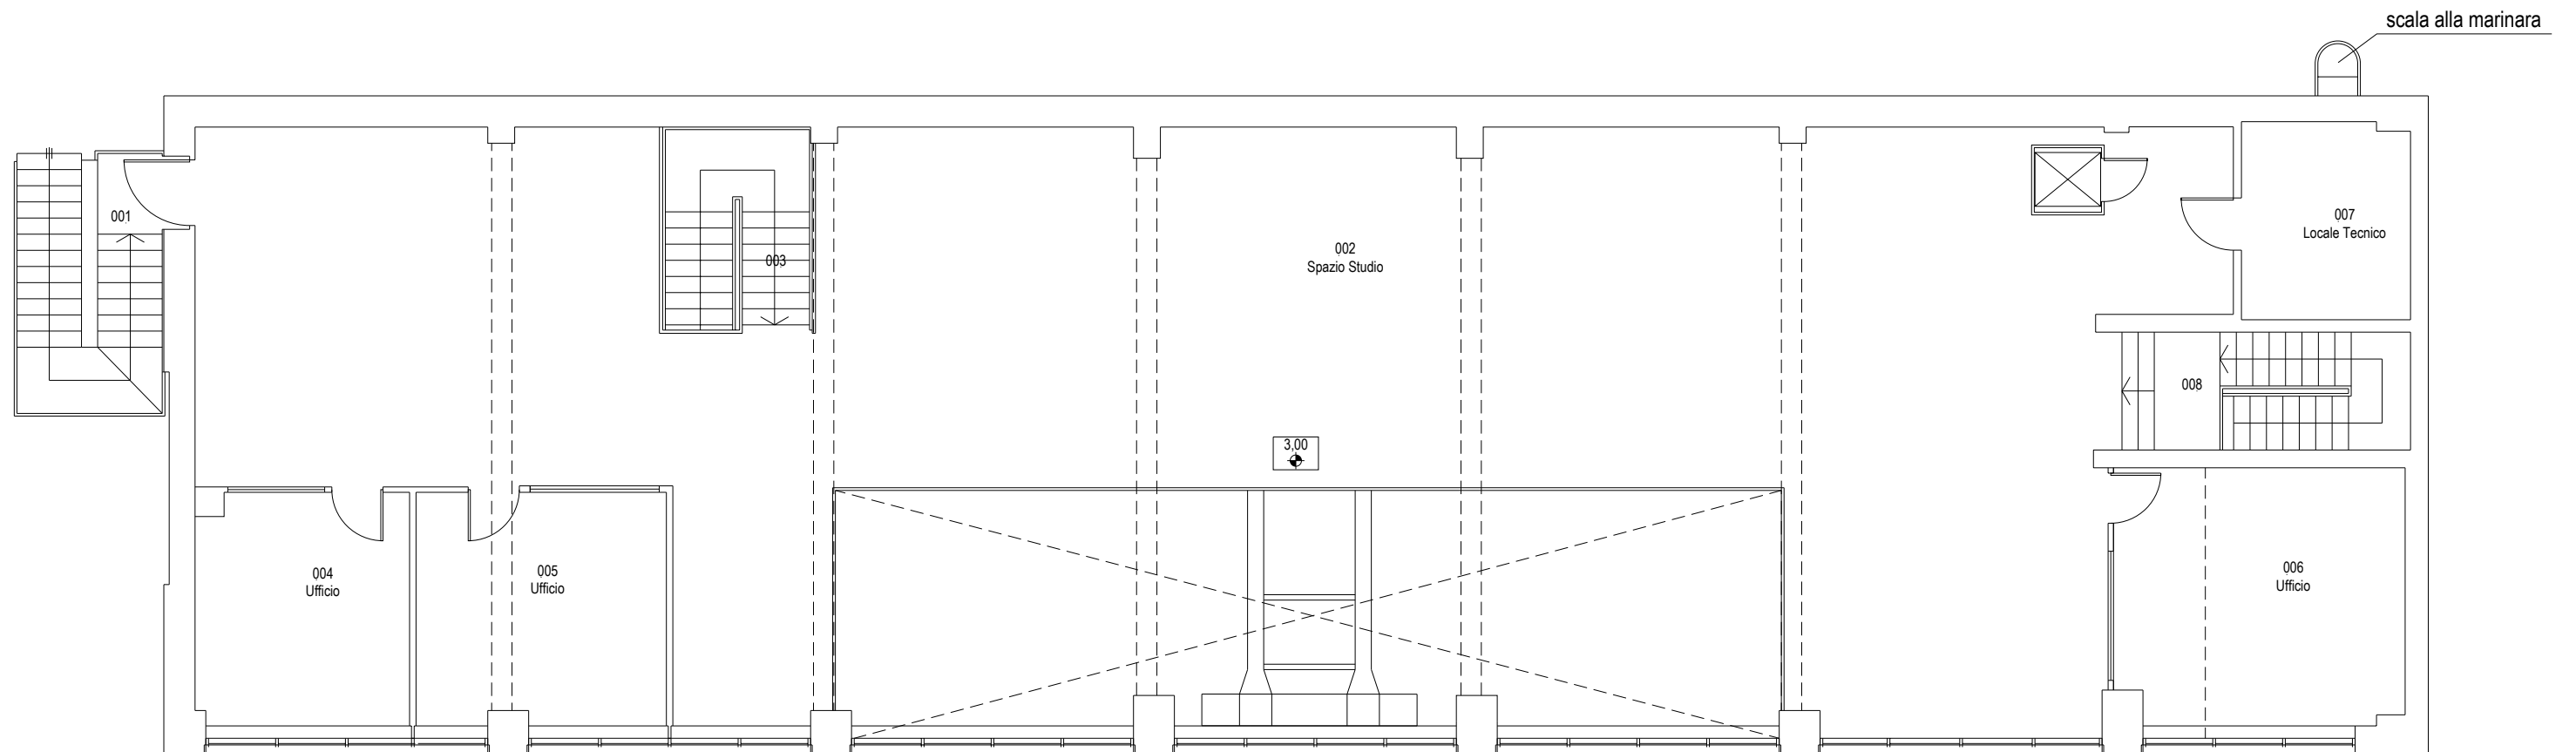 scala alla marinara
001
002
Spazio Studio
003
007
Locale Tecnico
008
3,00
004
Ufficio
005
Ufficio
006
Ufficio